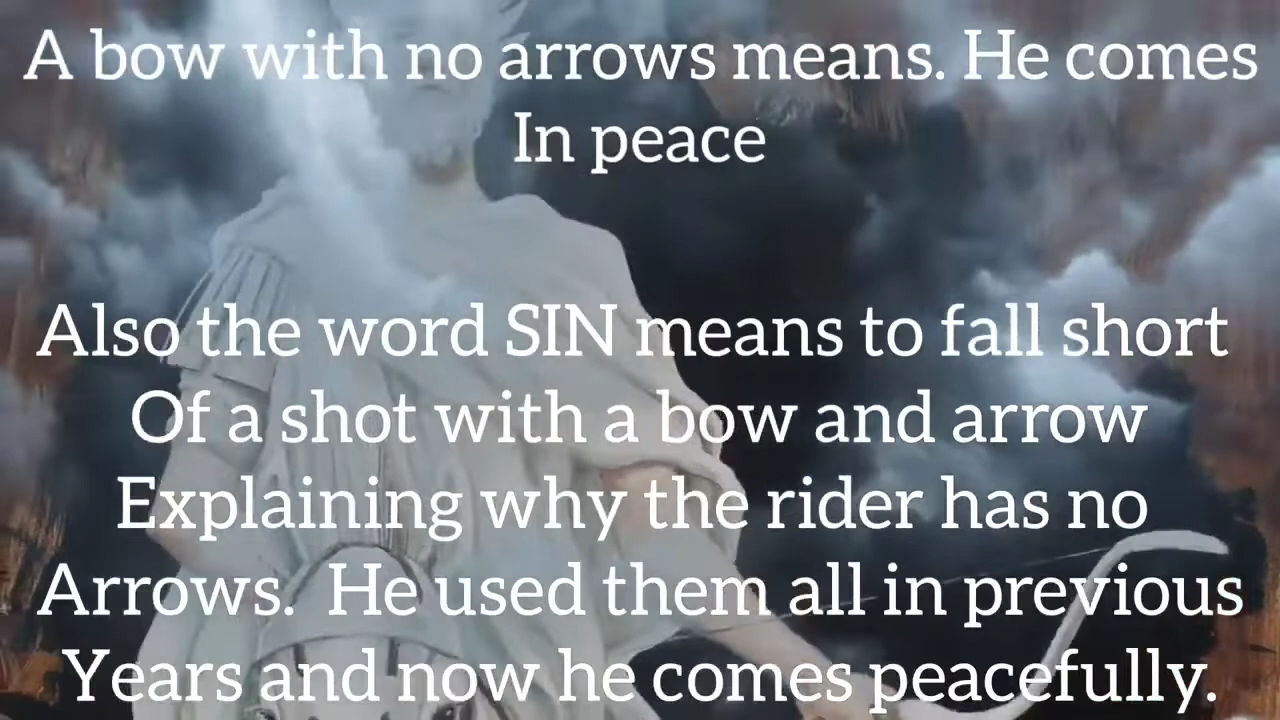 A bow with no arrows means. He comes
In peace
Also the word SIN means to fall short
Of a shot with a bow and arrow
Explaining why the rider has no
Arrows.  He used them all in previous
Years and now he comes peacefully.